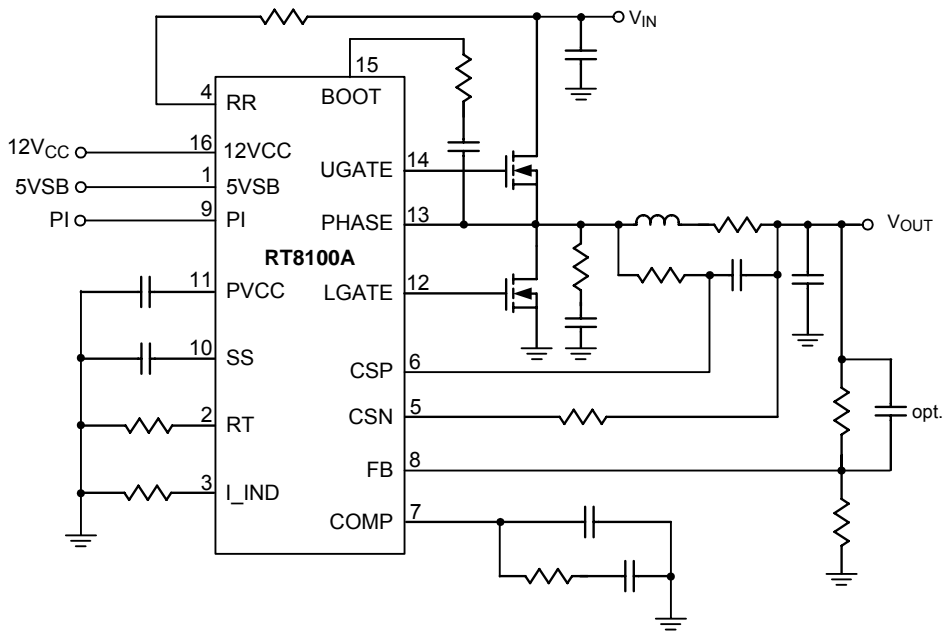 VIN
15
BOOT
4 RR
12VCC 16 12VCC
5VSB 1 5VSB
PI 9 PI
UGATE 14
PHASE 13
VOUT
RT8100A
11 PVCC
LGATE 12
10 SS
CSP 6
2 RT
CSN 5
opt.
FB 8
3 I_IND
COMP 7